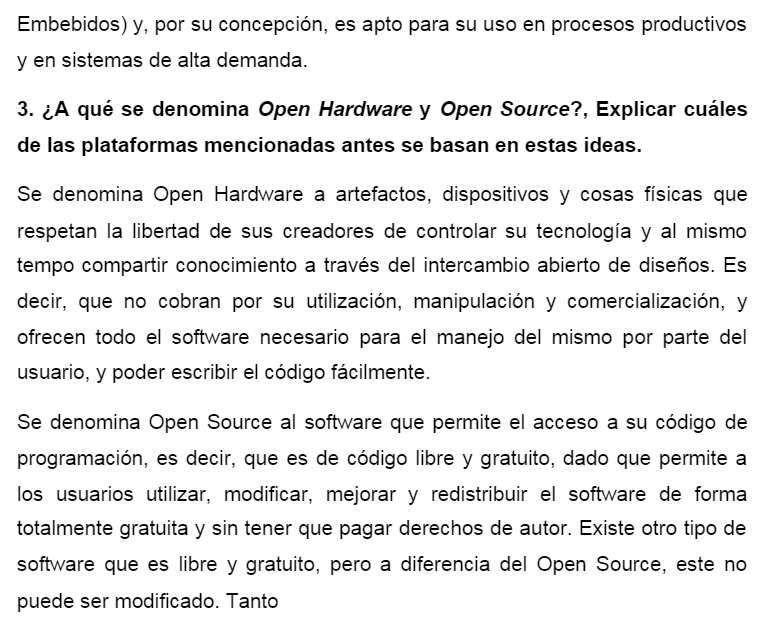 Embebidos) y, por su concepción, es apto para su uso en procesos productivos
y en sistemas de alta demanda.
3. ¿A qué se denomina Open Hardware y Open Source?, Explicar cuáles
de las plataformas mencionadas antes se basan en estas ideas.
Se denomina Open Hardware a artefactos, dispositivos y cosas físicas que
respetan la libertad de sus creadores de controlar su tecnología y al mismo
tempo compartir conocimiento a través del intercambio abierto de diseños. Es
decir, que no cobran por su utilización, manipulación y comercialización, y
ofrecen todo el software necesario para el manejo del mismo por parte del
usuario, y poder escribir el código fácilmente.
Se denomina Open Source al software que permite el acceso a su código de
programación, es decir, que es de código libre y gratuito, dado que permite a
los usuarios utilizar, modificar, mejorar y redistribuir el software de forma
totalmente gratuita y sin tener que pagar derechos de autor. Existe otro tipo de
software que es libre y gratuito, pero a diferencia del Open Source, este no
puede ser modificado. Tanto